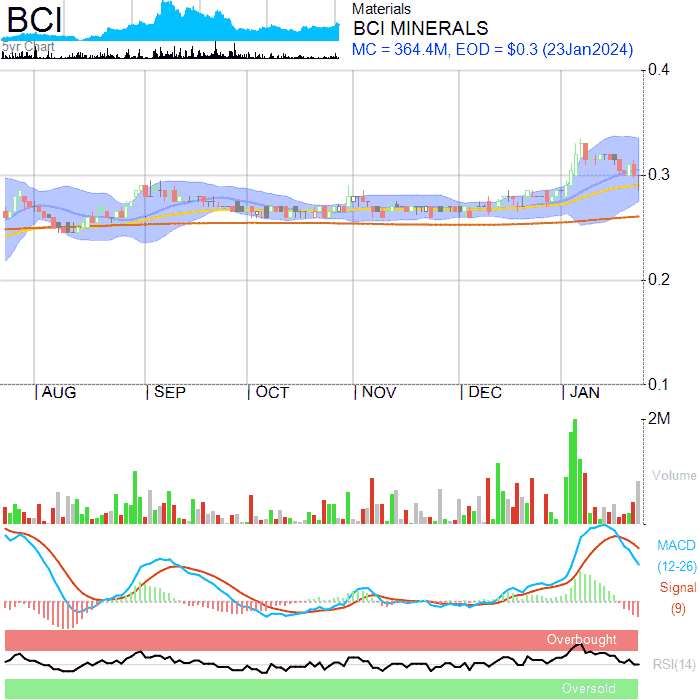 BCI
5yr Chart
Materials
BCI MINERALS
MC = 364.4M, EOD = $0.3 (23Jan2024)
0.4
0.3
0.2
0.1
AUG SEP OCT NOV DEC JAN
2M
Volume
MACD
(12-26)
Signal
(9)
Overbought
RSI(14)
Oversold